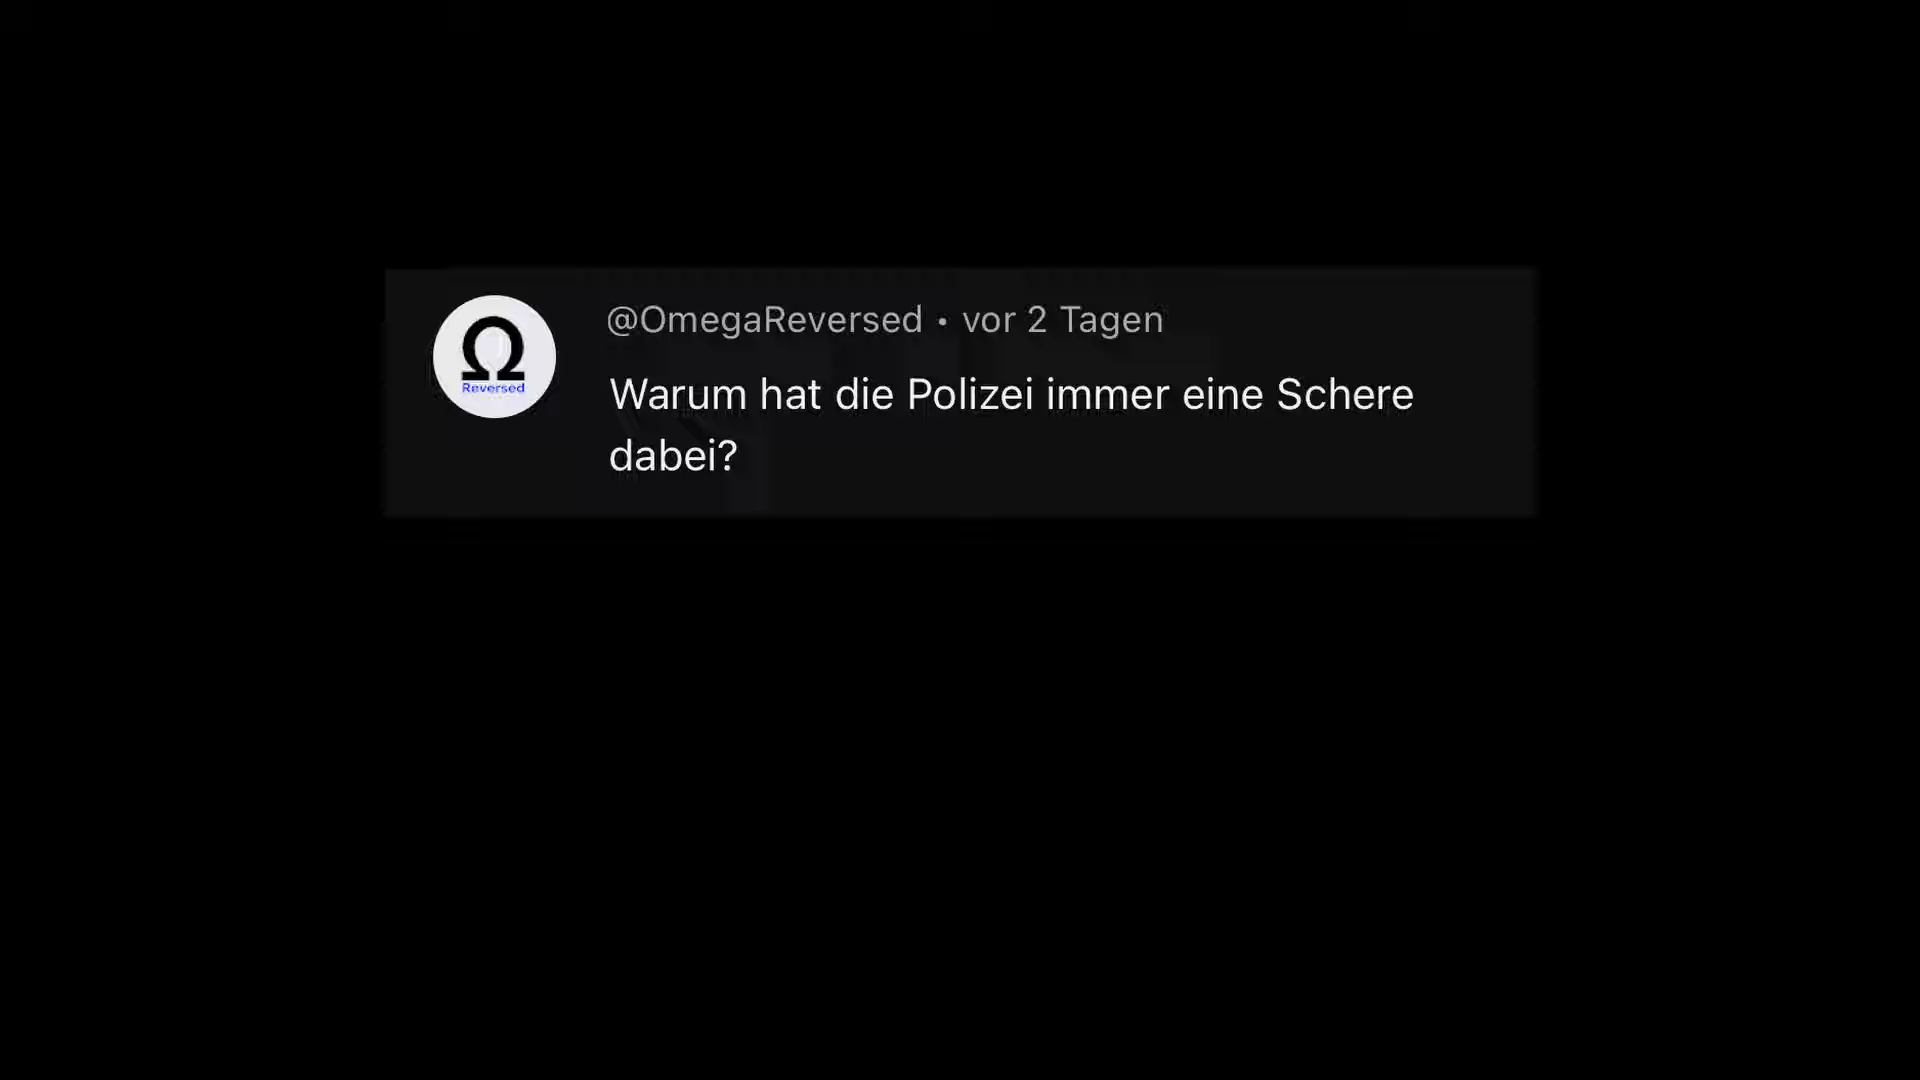 @OmegaReversed • vor 2 Tagen
Warum hat die Polizei immer eine Schere
dabei?
Ω
Reversed